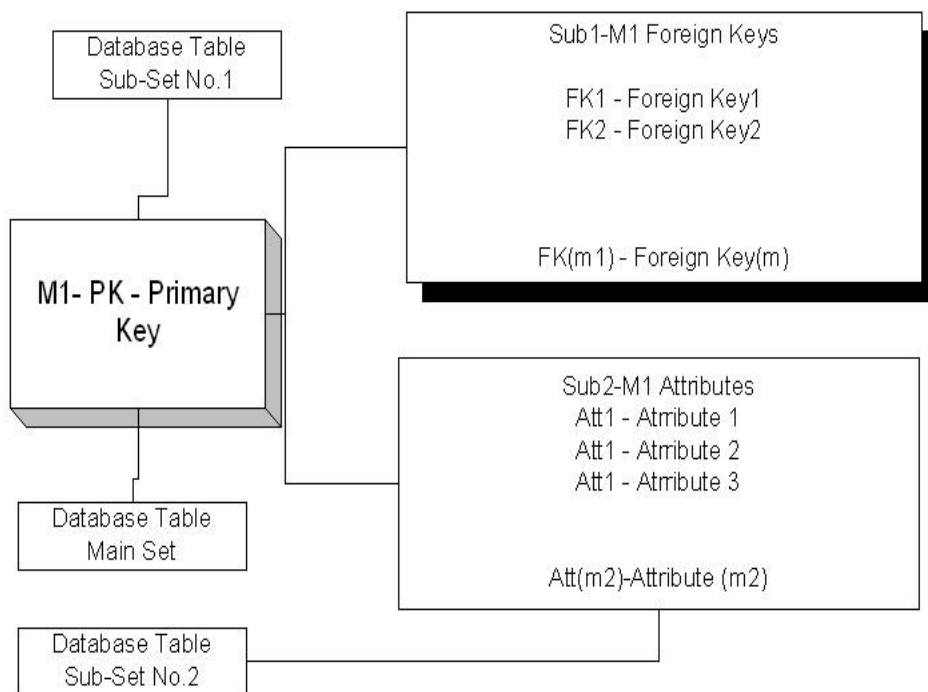 Database Table
Sub-Set No.1
Sub1-M1 Foreign Keys
FK1 - Foreign Key1
FK2 - Foreign Key2
FK(m1) - Foreign Key(m)
M1- PK - Primary
Key
Sub2-M1 Attributes
Att1 - Atrribute 1
Att1 - Atrribute 2
Att1 - Atrribute 3
Att(m2)-Attribute (m2)
Database Table
Main Set
Database Table
Sub-Set No.2